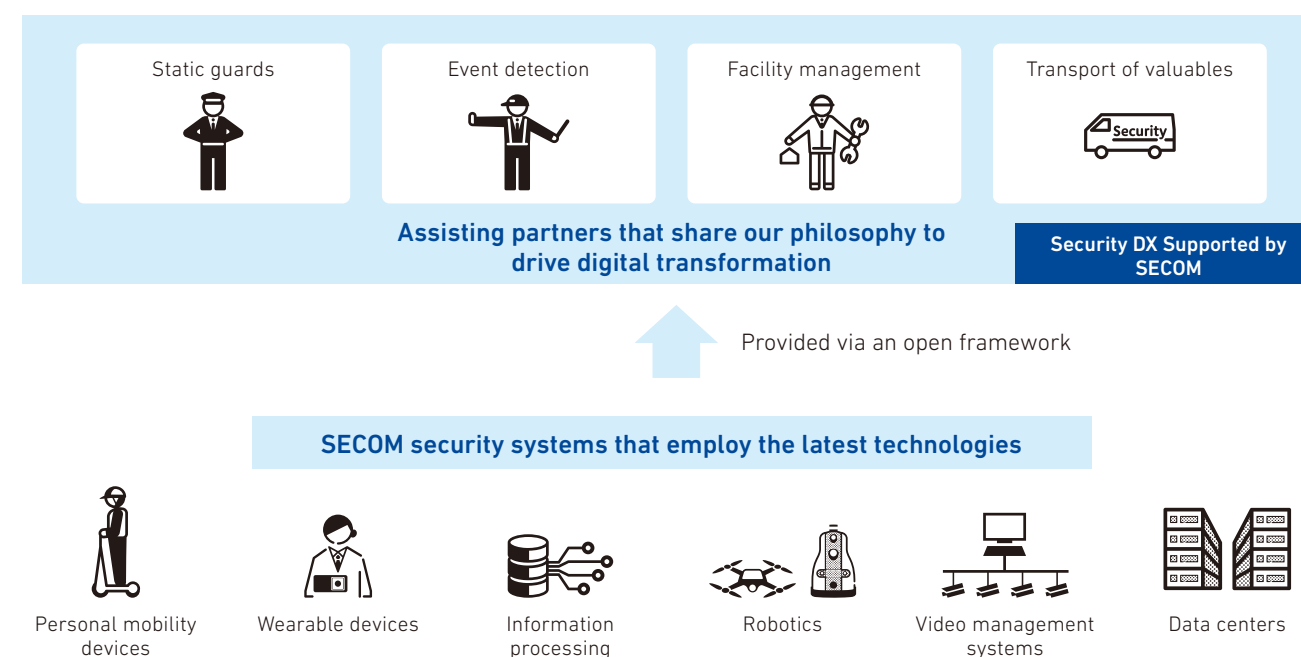 Static guards
Event detection
Facility management
Transport of valuables
Security
Assisting partners that share our philosophy to
drive digital transformation
Security DX Supported by
SECOM
Provided via an open framework
SECOM security systems that employ the latest technologies
Personal mobility
devices
Wearable devices
Information
processing
Robotics
Video management
systems
Data centers